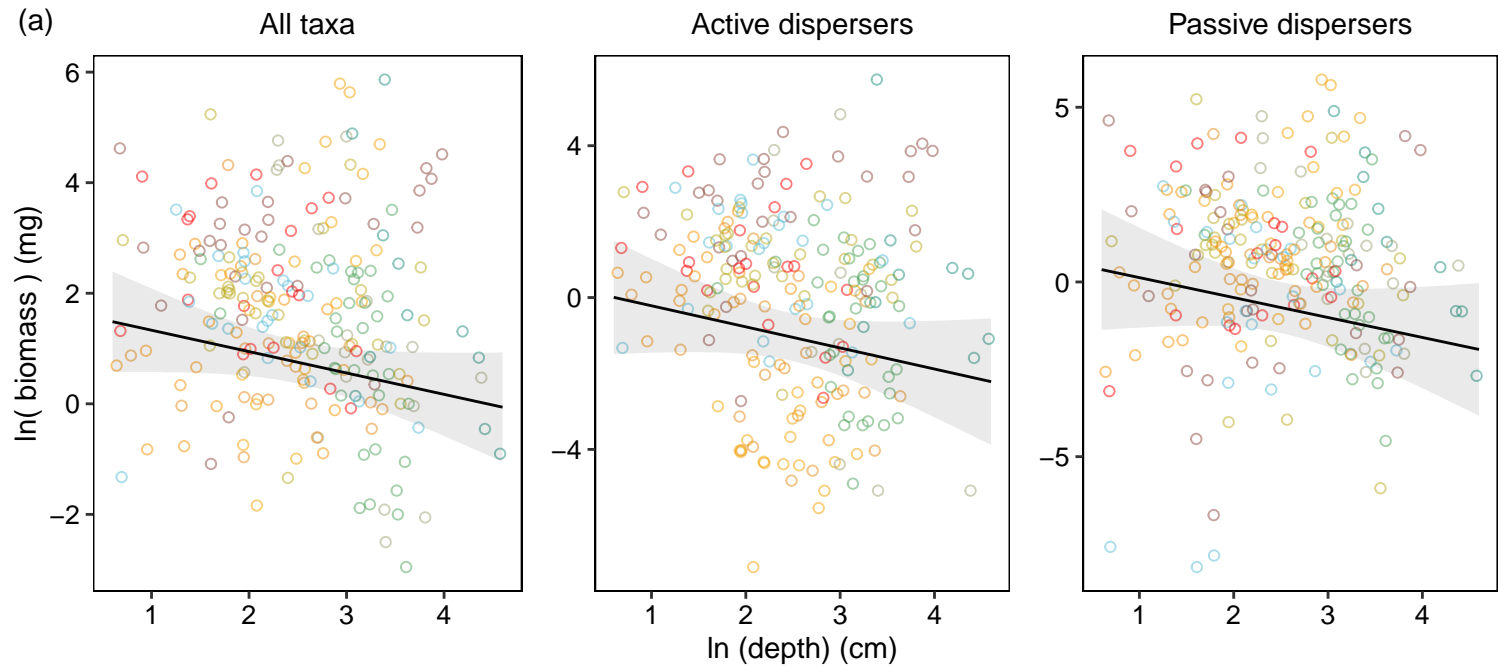 (a)
All taxa
Active dispersers
Passive dispersers
ln( biomass ) (mg)
6
4
2
0
−2
4
0
−4
5
0
−5
1 2 3 4
1 2 3 4
1 2 3 4
ln (depth) (cm)